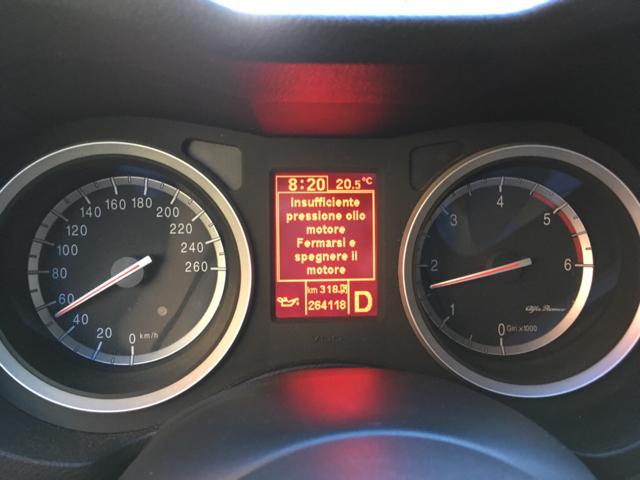 8:20 20.5°C
Insufficiente
pressione olio
motore
Fermarsi e
spegnere il
motore
km 318.
264118
D
0
20
40
60
80
100
120
140
160
180
200
220
240
260
km/h
0
1
2
3
4
5
6
Alfa Romeo
Giri x1000
VDO